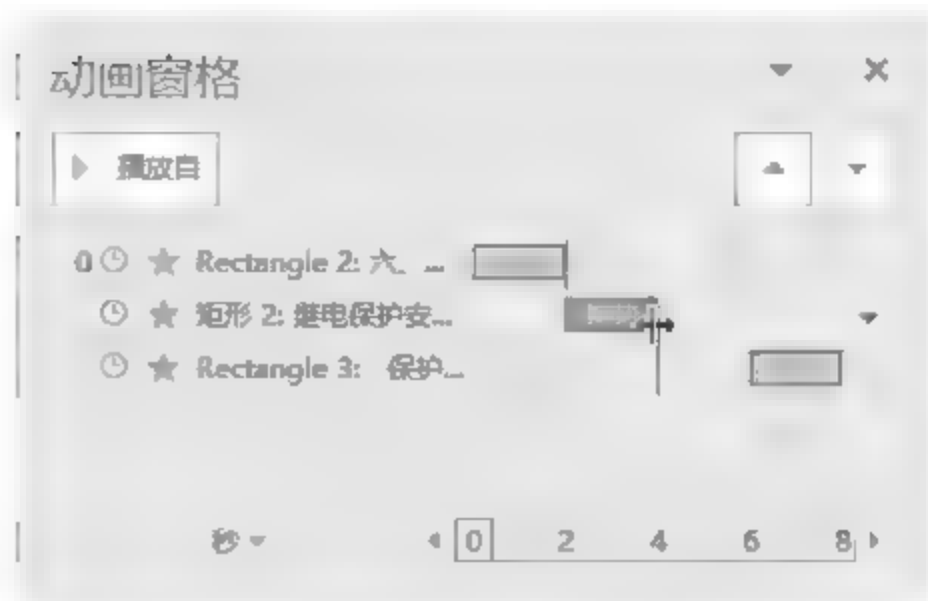 动画窗格
播放自
0 Rectangle 2: 六、 ...
矩形 2: 继电保护安...
Rectangle 3: 保护...
秒 0 2 4 6 8